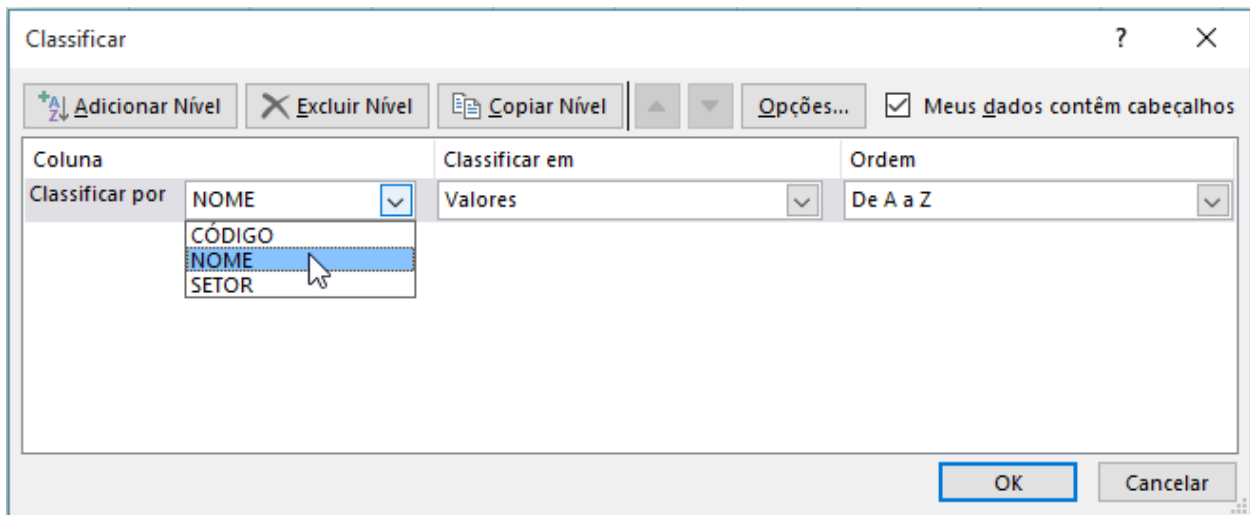 Classificar ?
Adicionar Nível Excluir Nível Copiar Nível Opções... Meus dados contêm cabeçalhos
Coluna Classificar em Ordem
Classificar por NOME Valores De A a Z
CÓDIGO
NOME
SETOR
OK Cancelar